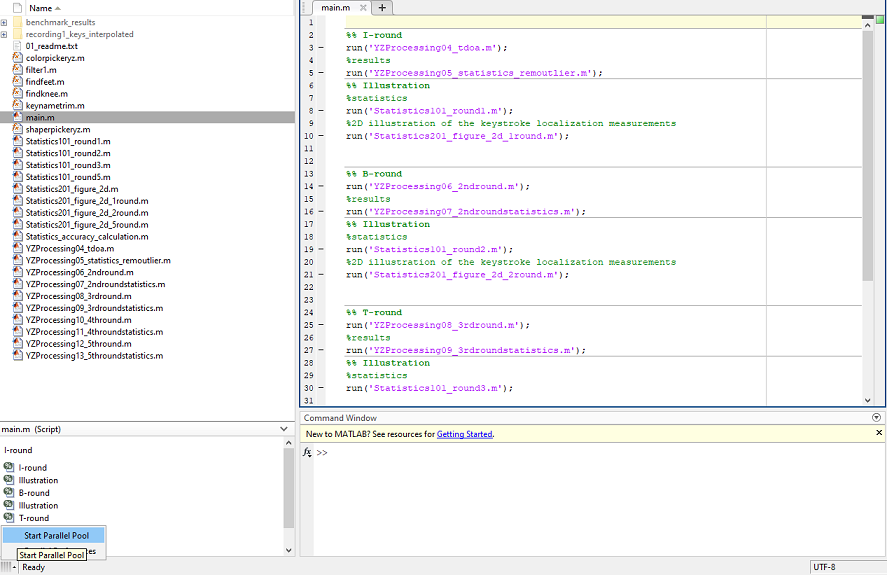 Name
benchmark_results
recording1_keys_interpolated
01_readme.txt
colorpickeryz.m
filter1.m
findfeet.m
findknee.m
keynametrim.m
main.m
shaperpickeryz.m
Statistics101_round1.m
Statistics101_round2.m
Statistics101_round3.m
Statistics101_round5.m
Statistics201_figure_2d.m
Statistics201_figure_2d_1round.m
Statistics201_figure_2d_2round.m
Statistics201_figure_2d_5round.m
Statistics_accuracy_calculation.m
YZProcessing04_tdoa.m
YZProcessing05_statistics_remoutlier.m
YZProcessing06_2ndround.m
YZProcessing07_2ndroundstatistics.m
YZProcessing08_3rdround.m
YZProcessing09_3rdroundstatistics.m
YZProcessing10_4thround.m
YZProcessing11_4throundstatistics.m
YZProcessing12_5thround.m
YZProcessing13_5throundstatistics.m
main.m (Script)
I-round
I-round
Illustration
B-round
Illustration
T-round
Start Parallel Pool
Start Parallel Pool
Ready
main.m
1
2 %% I-round
3 – run('YZProcessing04_tdoa.m');
4 %results
5 – run('YZProcessing05_statistics_remoutlier.m');
6 %% Illustration
7 %statistics
8 – run('Statistics101_round1.m');
9 %2D illustration of the keystroke localization measurements
10 – run('Statistics201_figure_2d_1round.m');
11
12
13 %% B-round
14 – run('YZProcessing06_2ndround.m');
15 %results
16 – run('YZProcessing07_2ndroundstatistics.m');
17 %% Illustration
18 %statistics
19 – run('Statistics101_round2.m');
20 %2D illustration of the keystroke localization measurements
21 – run('Statistics201_figure_2d_2round.m');
22
23
24 %% T-round
25 – run('YZProcessing08_3rdround.m');
26 %results
27 – run('YZProcessing09_3rdroundstatistics.m');
28 %% Illustration
29 %statistics
30 – run('Statistics101_round3.m');
31
Command Window
New to MATLAB? See resources for Getting Started.
fx >>
UTF-8